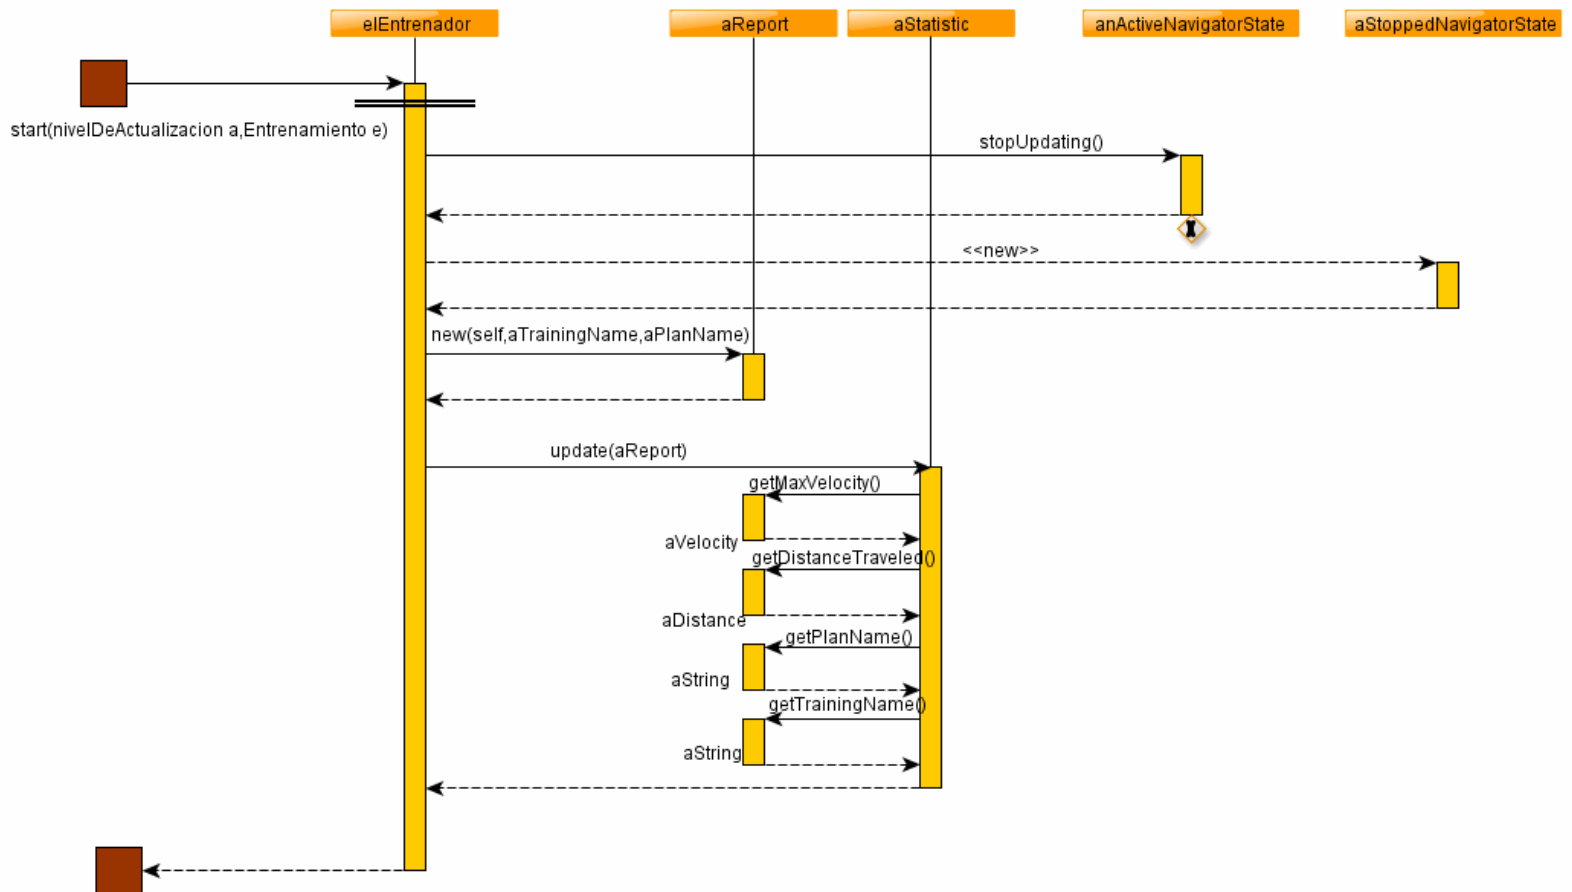 elEntrenador
aReport
aStatistic
anActiveNavigatorState
aStoppedNavigatorState
start(nivelDeActualizacion a,Entrenamiento e)
stopUpdating()
<<new>>
new(self,aTrainingName,aPlanName)
update(aReport)
getMaxVelocity()
aVelocity
getDistanceTraveled()
aDistance
getPlanName()
aString
getTrainingName()
aString